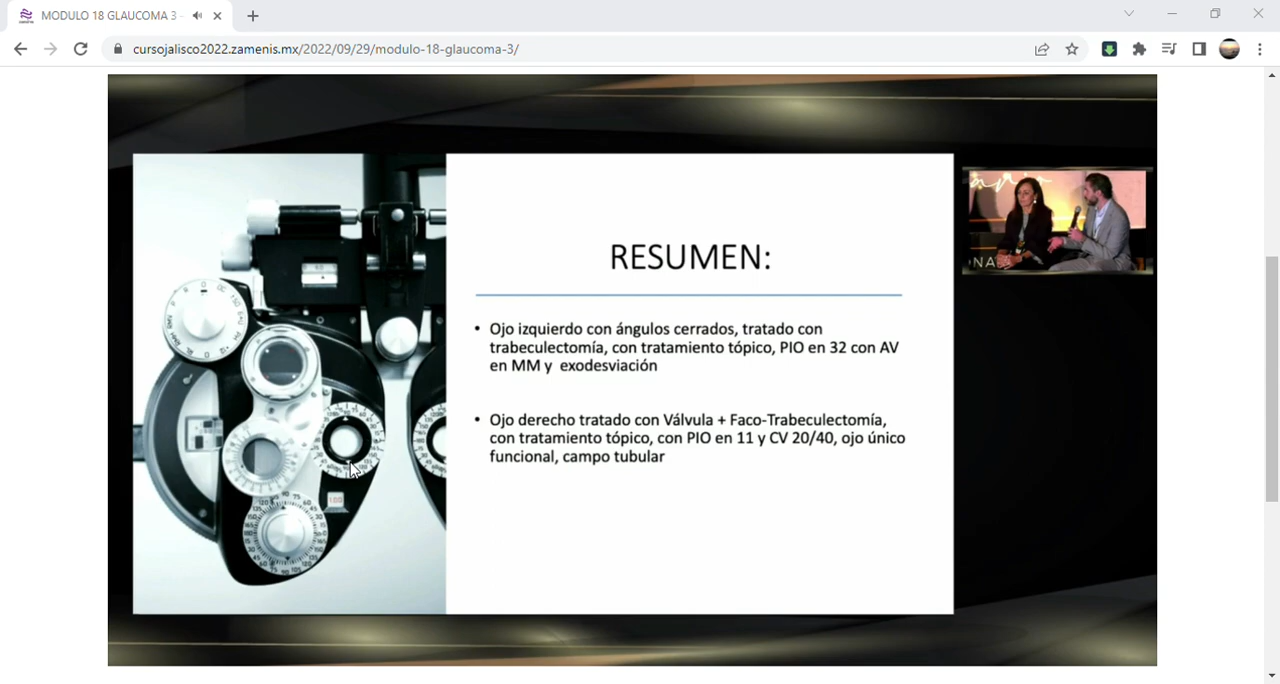 MODULO 18 GLAUCOMA 3
cursojalisco2022.zamenis.mx/2022/09/29/modulo-18-glaucoma-3/
RESUMEN:
• Ojo izquierdo con ángulos cerrados, tratado con
trabeculectomía, con tratamiento tópico, PIO en 32 con AV
en MM y exodesviación
• Ojo derecho tratado con Válvula + Faco-Trabeculectomía,
con tratamiento tópico, con PIO en 11 y CV 20/40, ojo único
funcional, campo tubular